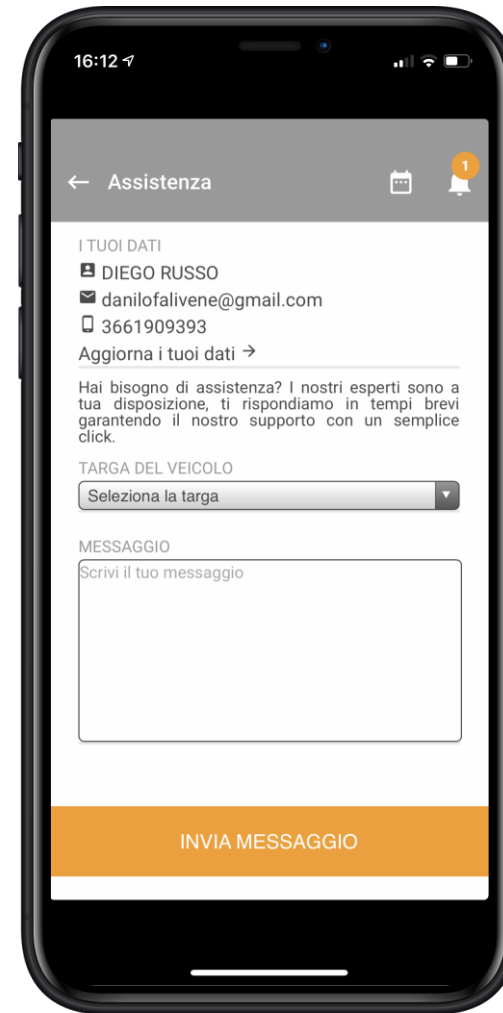 16:12
Assistenza
1
I TUOI DATI
DIEGO RUSSO
danilofalivene@gmail.com
3661909393
Aggiorna i tuoi dati →
Hai bisogno di assistenza? I nostri esperti sono a
tua disposizione, ti rispondiamo in tempi brevi
garantendo il nostro supporto con un semplice
click.
TARGA DEL VEICOLO
Seleziona la targa
MESSAGGIO
Scrivi il tuo messaggio
INVIA MESSAGGIO